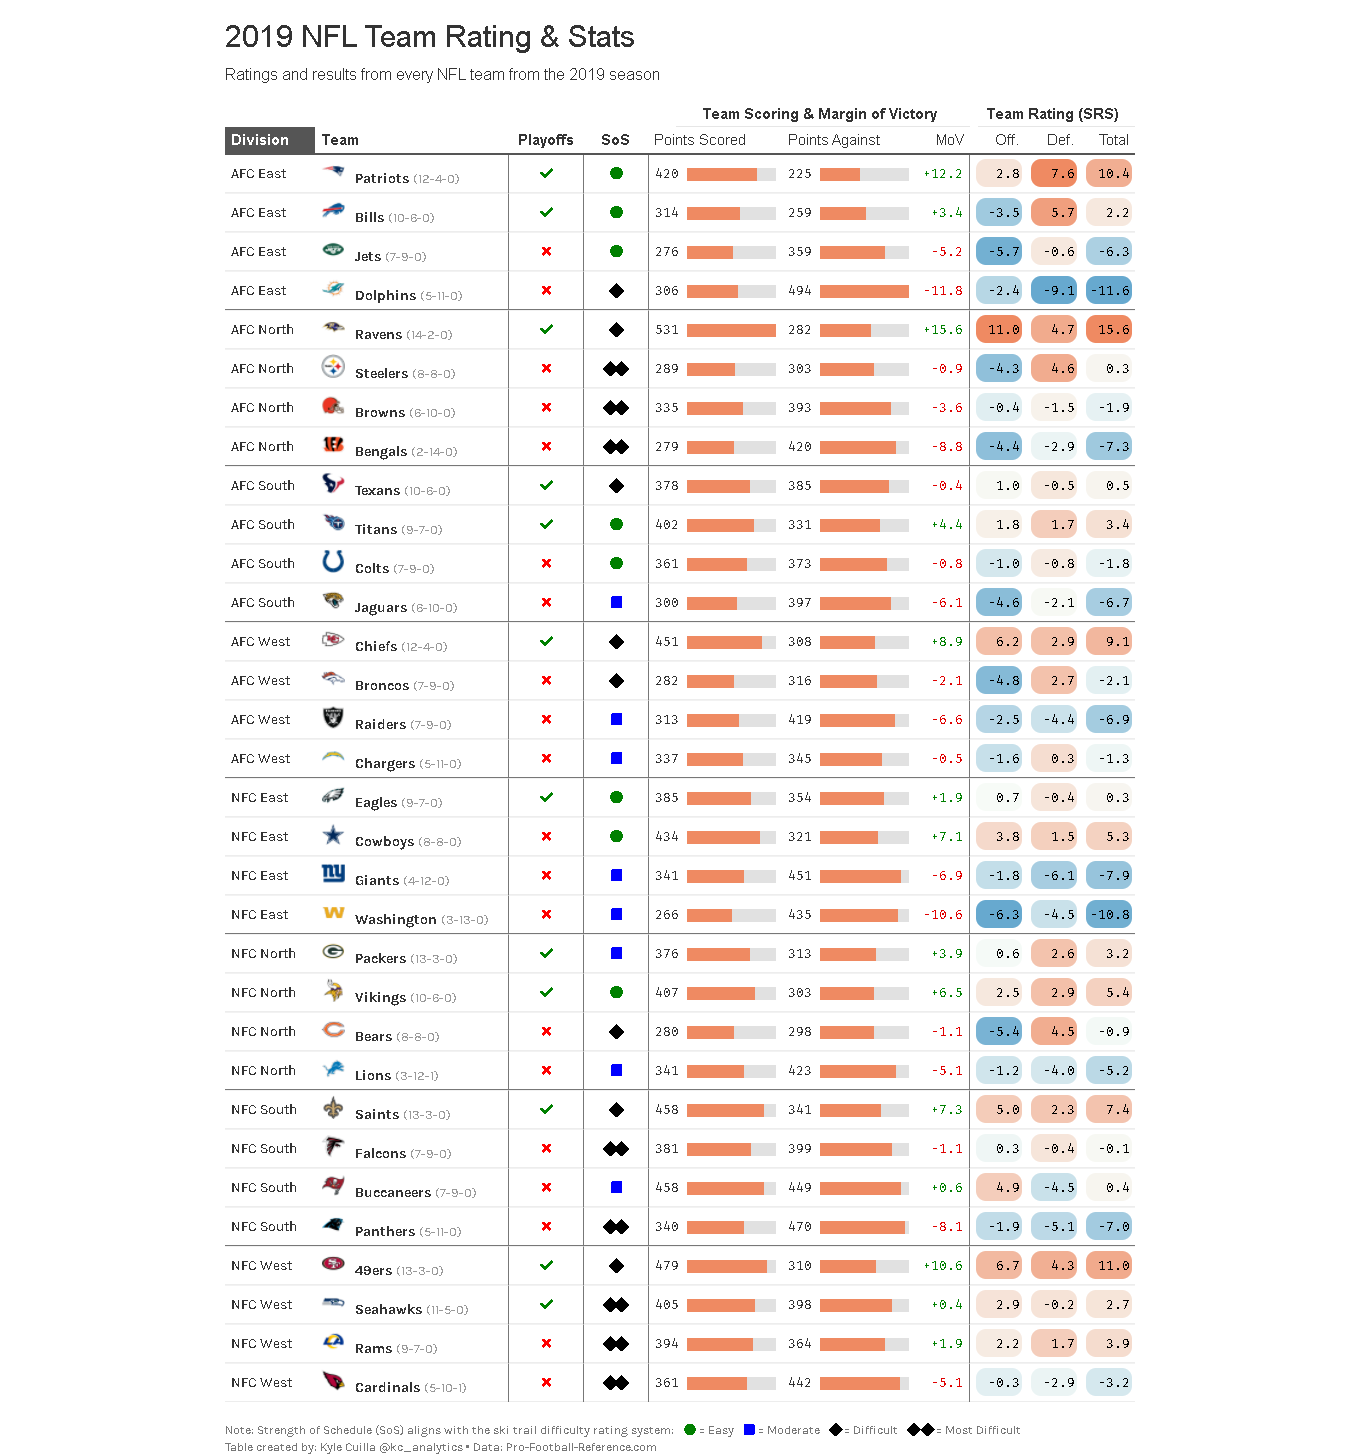 2019 NFL Team Rating & Stats
Ratings and results from every NFL team from the 2019 season
Team Scoring & Margin of Victory Team Rating (SRS)
Division Team Playoffs SoS Points Scored Points Against MoV Off. Def. Total
AFC East Patriots (12-4-0) 420 225 +12.2 2.8 7.6 10.4
AFC East Bills (10-6-0) 314 259 +3.4 -3.5 5.7 2.2
AFC East Jets (7-9-0) 276 359 -5.2 -5.7 -0.6 -6.3
AFC East Dolphins (5-11-0) 306 494 -11.8 -2.4 -9.1 -11.6
AFC North Ravens (14-2-0) 531 282 +15.6 11.0 4.7 15.6
AFC North Steelers (8-8-0) 289 303 -0.9 -4.3 4.6 0.3
AFC North Browns (6-10-0) 335 393 -3.6 -0.4 -1.5 -1.9
AFC North Bengals (2-14-0) 279 420 -8.8 -4.4 -2.9 -7.3
AFC South Texans (10-6-0) 378 385 -0.4 1.0 -0.5 0.5
AFC South Titans (9-7-0) 402 331 +4.4 1.8 1.7 3.4
AFC South Colts (7-9-0) 361 373 -0.8 -1.0 -0.8 -1.8
AFC South Jaguars (6-10-0) 300 397 -6.1 -4.6 -2.1 -6.7
AFC West Chiefs (12-4-0) 451 308 +8.9 6.2 2.9 9.1
AFC West Broncos (7-9-0) 282 316 -2.1 -4.8 2.7 -2.1
AFC West Raiders (7-9-0) 313 419 -6.6 -2.5 -4.4 -6.9
AFC West Chargers (5-11-0) 337 345 -0.5 -1.6 0.3 -1.3
NFC East Eagles (9-7-0) 385 354 +1.9 0.7 -0.4 0.3
NFC East Cowboys (8-8-0) 434 321 +7.1 3.8 1.5 5.3
NFC East ny Giants (4-12-0) 341 451 -6.9 -1.8 -6.1 -7.9
NFC East W Washington (3-13-0) 266 435 -10.6 -6.3 -4.5 -10.8
NFC North Packers (13-3-0) 376 313 +3.9 0.6 2.6 3.2
NFC North Vikings (10-6-0) 407 303 +6.5 2.5 2.9 5.4
NFC North Bears (8-8-0) 280 298 -1.1 -5.4 4.5 -0.9
NFC North Lions (3-12-1) 341 423 -5.1 -1.2 -4.0 -5.2
NFC South Saints (13-3-0) 458 341 +7.3 5.0 2.3 7.4
NFC South Falcons (7-9-0) 381 399 -1.1 0.3 -0.4 -0.1
NFC South Buccaneers (7-9-0) 458 449 +0.6 4.9 -4.5 0.4
NFC South Panthers (5-11-0) 340 470 -8.1 -1.9 -5.1 -7.0
NFC West 49ers (13-3-0) 479 310 +10.6 6.7 4.3 11.0
NFC West Seahawks (11-5-0) 405 398 +0.4 2.9 -0.2 2.7
NFC West Rams (9-7-0) 394 364 +1.9 2.2 1.7 3.9
NFC West Cardinals (5-10-1) 361 442 -5.1 -0.3 -2.9 -3.2
Note: Strength of Schedule (SoS) aligns with the ski trail difficulty rating system: = Easy = Moderate = Difficult = Most Difficult
Table created by: Kyle Cuilla @kc_analytics • Data: Pro-Football-Reference.com